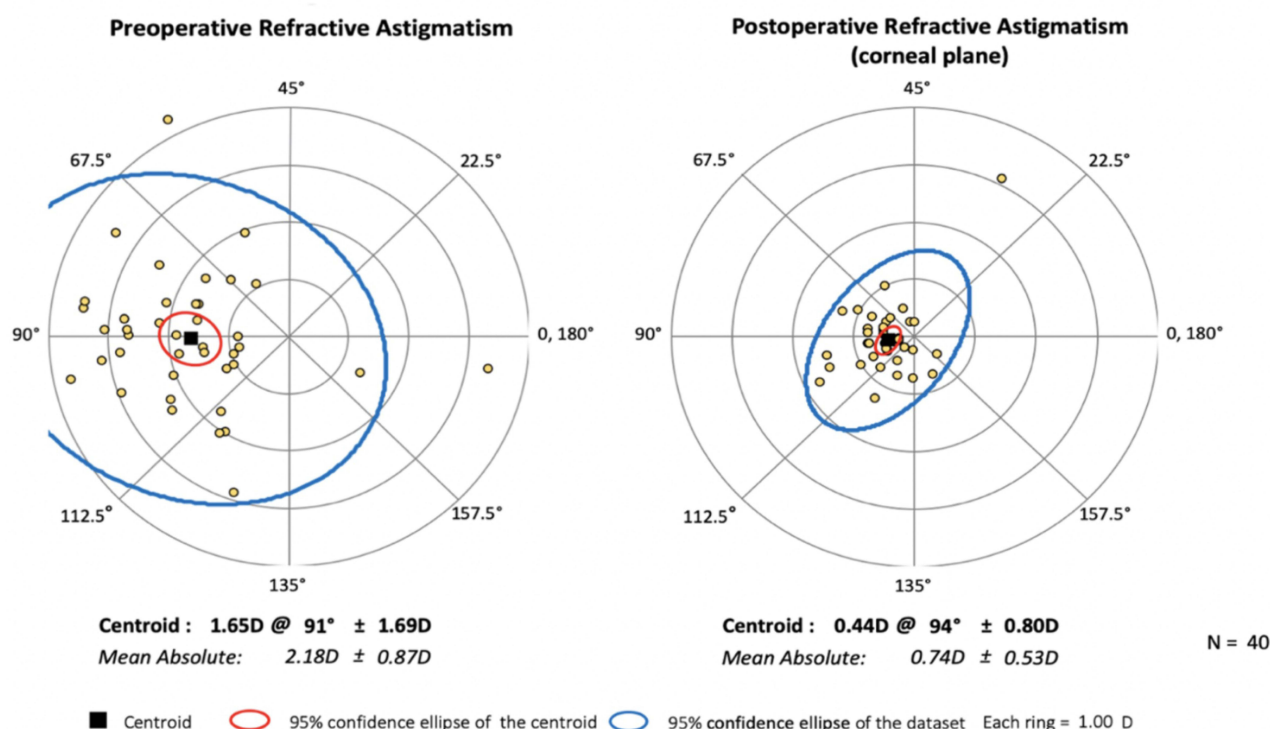 Preoperative Refractive Astigmatism
45°
67.5°
22.5°
90°
0, 180°
112.5°
157.5°
135°
Centroid : 1.65D @ 91° ± 1.69D
Mean Absolute: 2.18D ± 0.87D
Postoperative Refractive Astigmatism
(corneal plane)
45°
67.5°
22.5°
90°
0, 180°
112.5°
157.5°
135°
Centroid : 0.44D @ 94° ± 0.80D
Mean Absolute: 0.74D ± 0.53D
N = 40
Centroid 95% confidence ellipse of the centroid 95% confidence ellipse of the dataset Each ring = 1.00 D